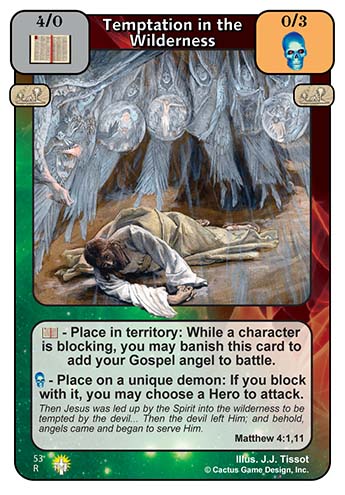 4/0
Temptation in the
Wilderness
0/3
- Place in territory: While a character
is blocking, you may banish this card to
add your Gospel angel to battle.
- Place on a unique demon: If you block
with it, you may choose a Hero to attack.
Then Jesus was led up by the Spirit into the wilderness to be
tempted by the devil... Then the devil left Him; and behold,
angels came and began to serve Him.
Matthew 4:1,11
53
R
Illus. J.J. Tissot
© Cactus Game Design, Inc.